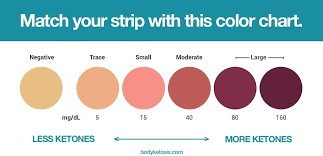 Match your strip with this color chart.
Negative Trace Small Moderate Large
mg/dL 5 15 40 80 160
LESS KETONES MORE KETONES
bodyketosis.com